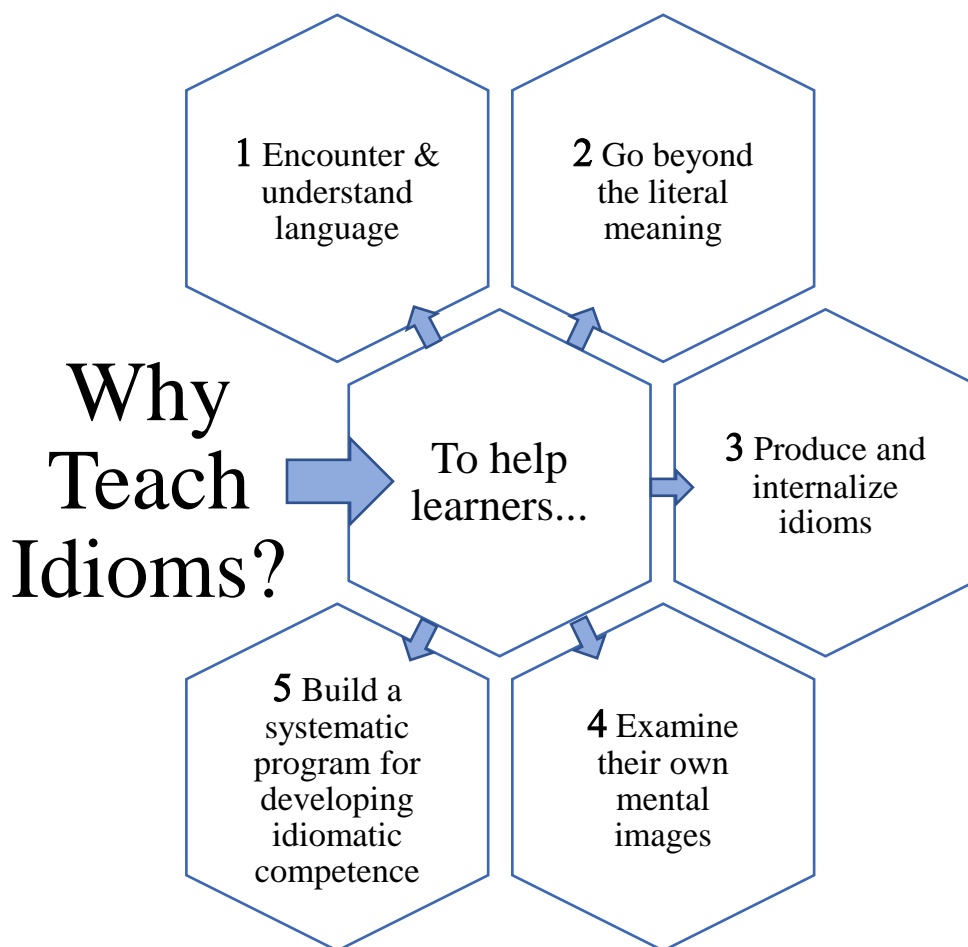 Why
Teach
Idioms?
To help
learners...
1 Encounter &
understand
language
2 Go beyond
the literal
meaning
3 Produce and
internalize
idioms
4 Examine
their own
mental
images
5 Build a
systematic
program for
developing
idiomatic
competence